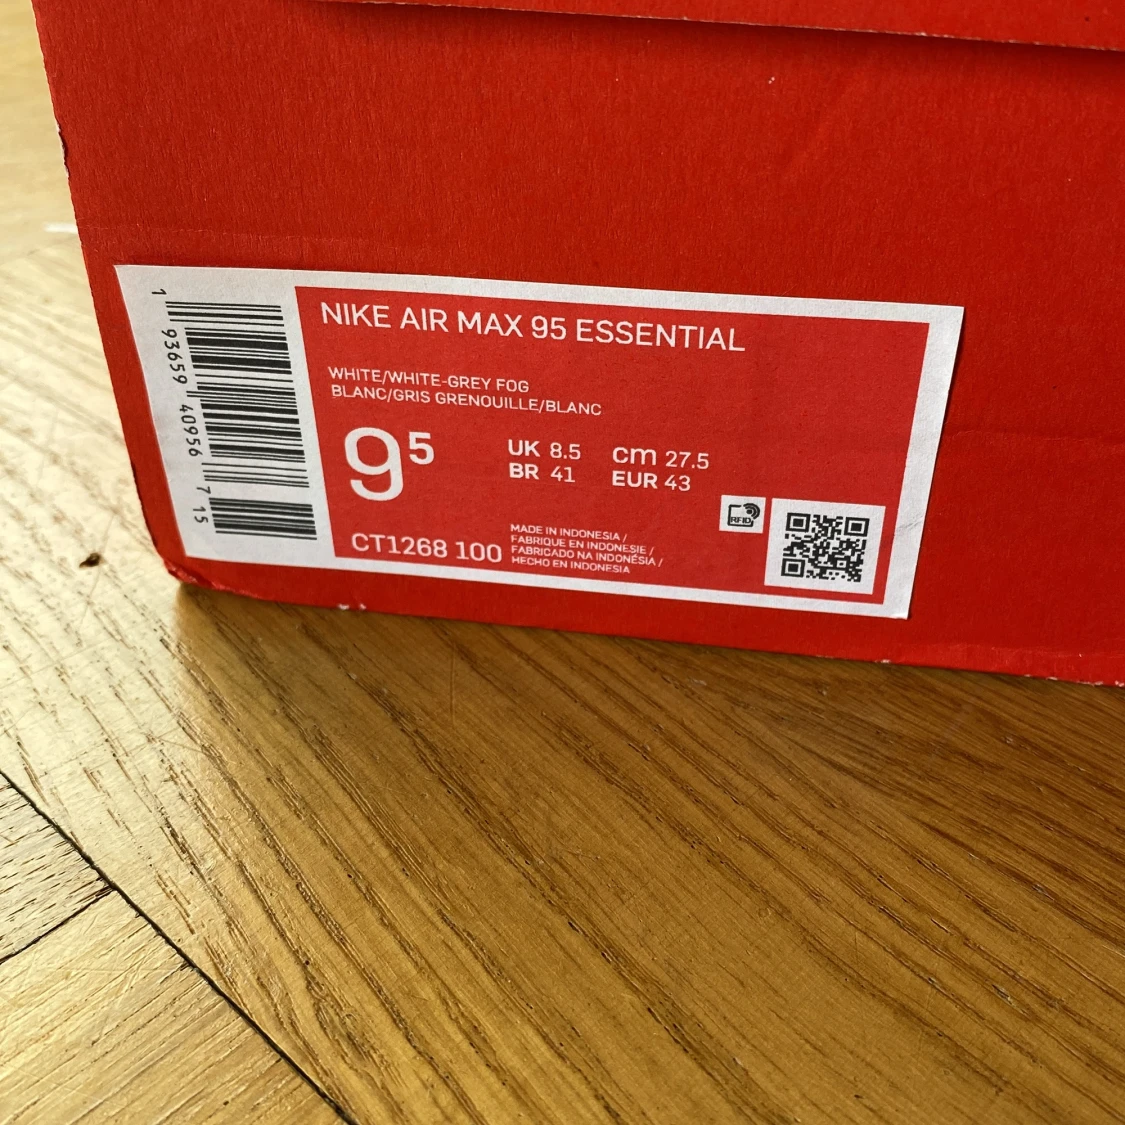 NIKE AIR MAX 95 ESSENTIAL
WHITE/WHITE-GREY FOG
BLANC/GRIS GRENOUILLE/BLANC
9⁵
UK 8.5 cm 27.5
BR 41 EUR 43
CT1268 100
MADE IN INDONESIA /
FABRIQUE EN INDONESIE /
FABRICADO NA INDONÉSIA /
HECHO EN INDONESIA
RFID
1 93659 40956 7 15